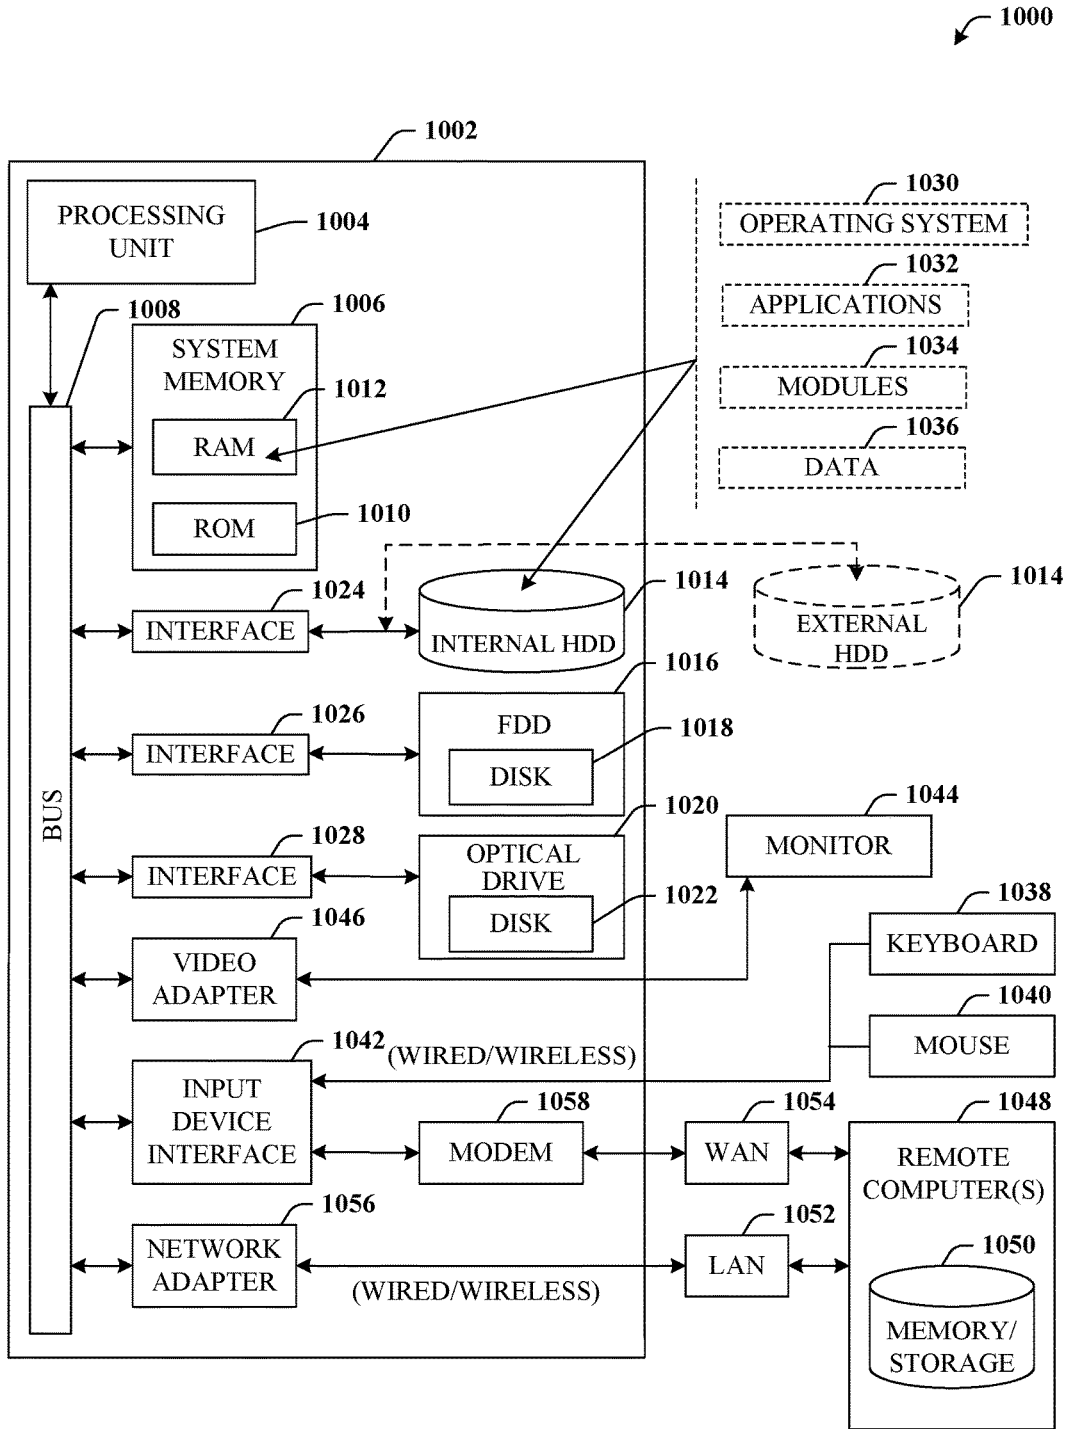 1000
1002
PROCESSING
UNIT
1004
1030
OPERATING SYSTEM
1032
APPLICATIONS
1034
MODULES
1036
DATA
1008
1006
SYSTEM
MEMORY
1012
RAM
1010
ROM
BUS
1024
INTERFACE
1014
INTERNAL HDD
1014
EXTERNAL
HDD
1026
INTERFACE
1016
FDD
1018
DISK
1028
INTERFACE
1020
OPTICAL
DRIVE
1022
DISK
1044
MONITOR
1046
VIDEO
ADAPTER
1038
KEYBOARD
1040
MOUSE
1042
(WIRED/WIRELESS)
INPUT
DEVICE
INTERFACE
1058
MODEM
1054
WAN
1048
REMOTE
COMPUTER(S)
1056
NETWORK
ADAPTER
(WIRED/WIRELESS)
1052
LAN
1050
MEMORY/
STORAGE